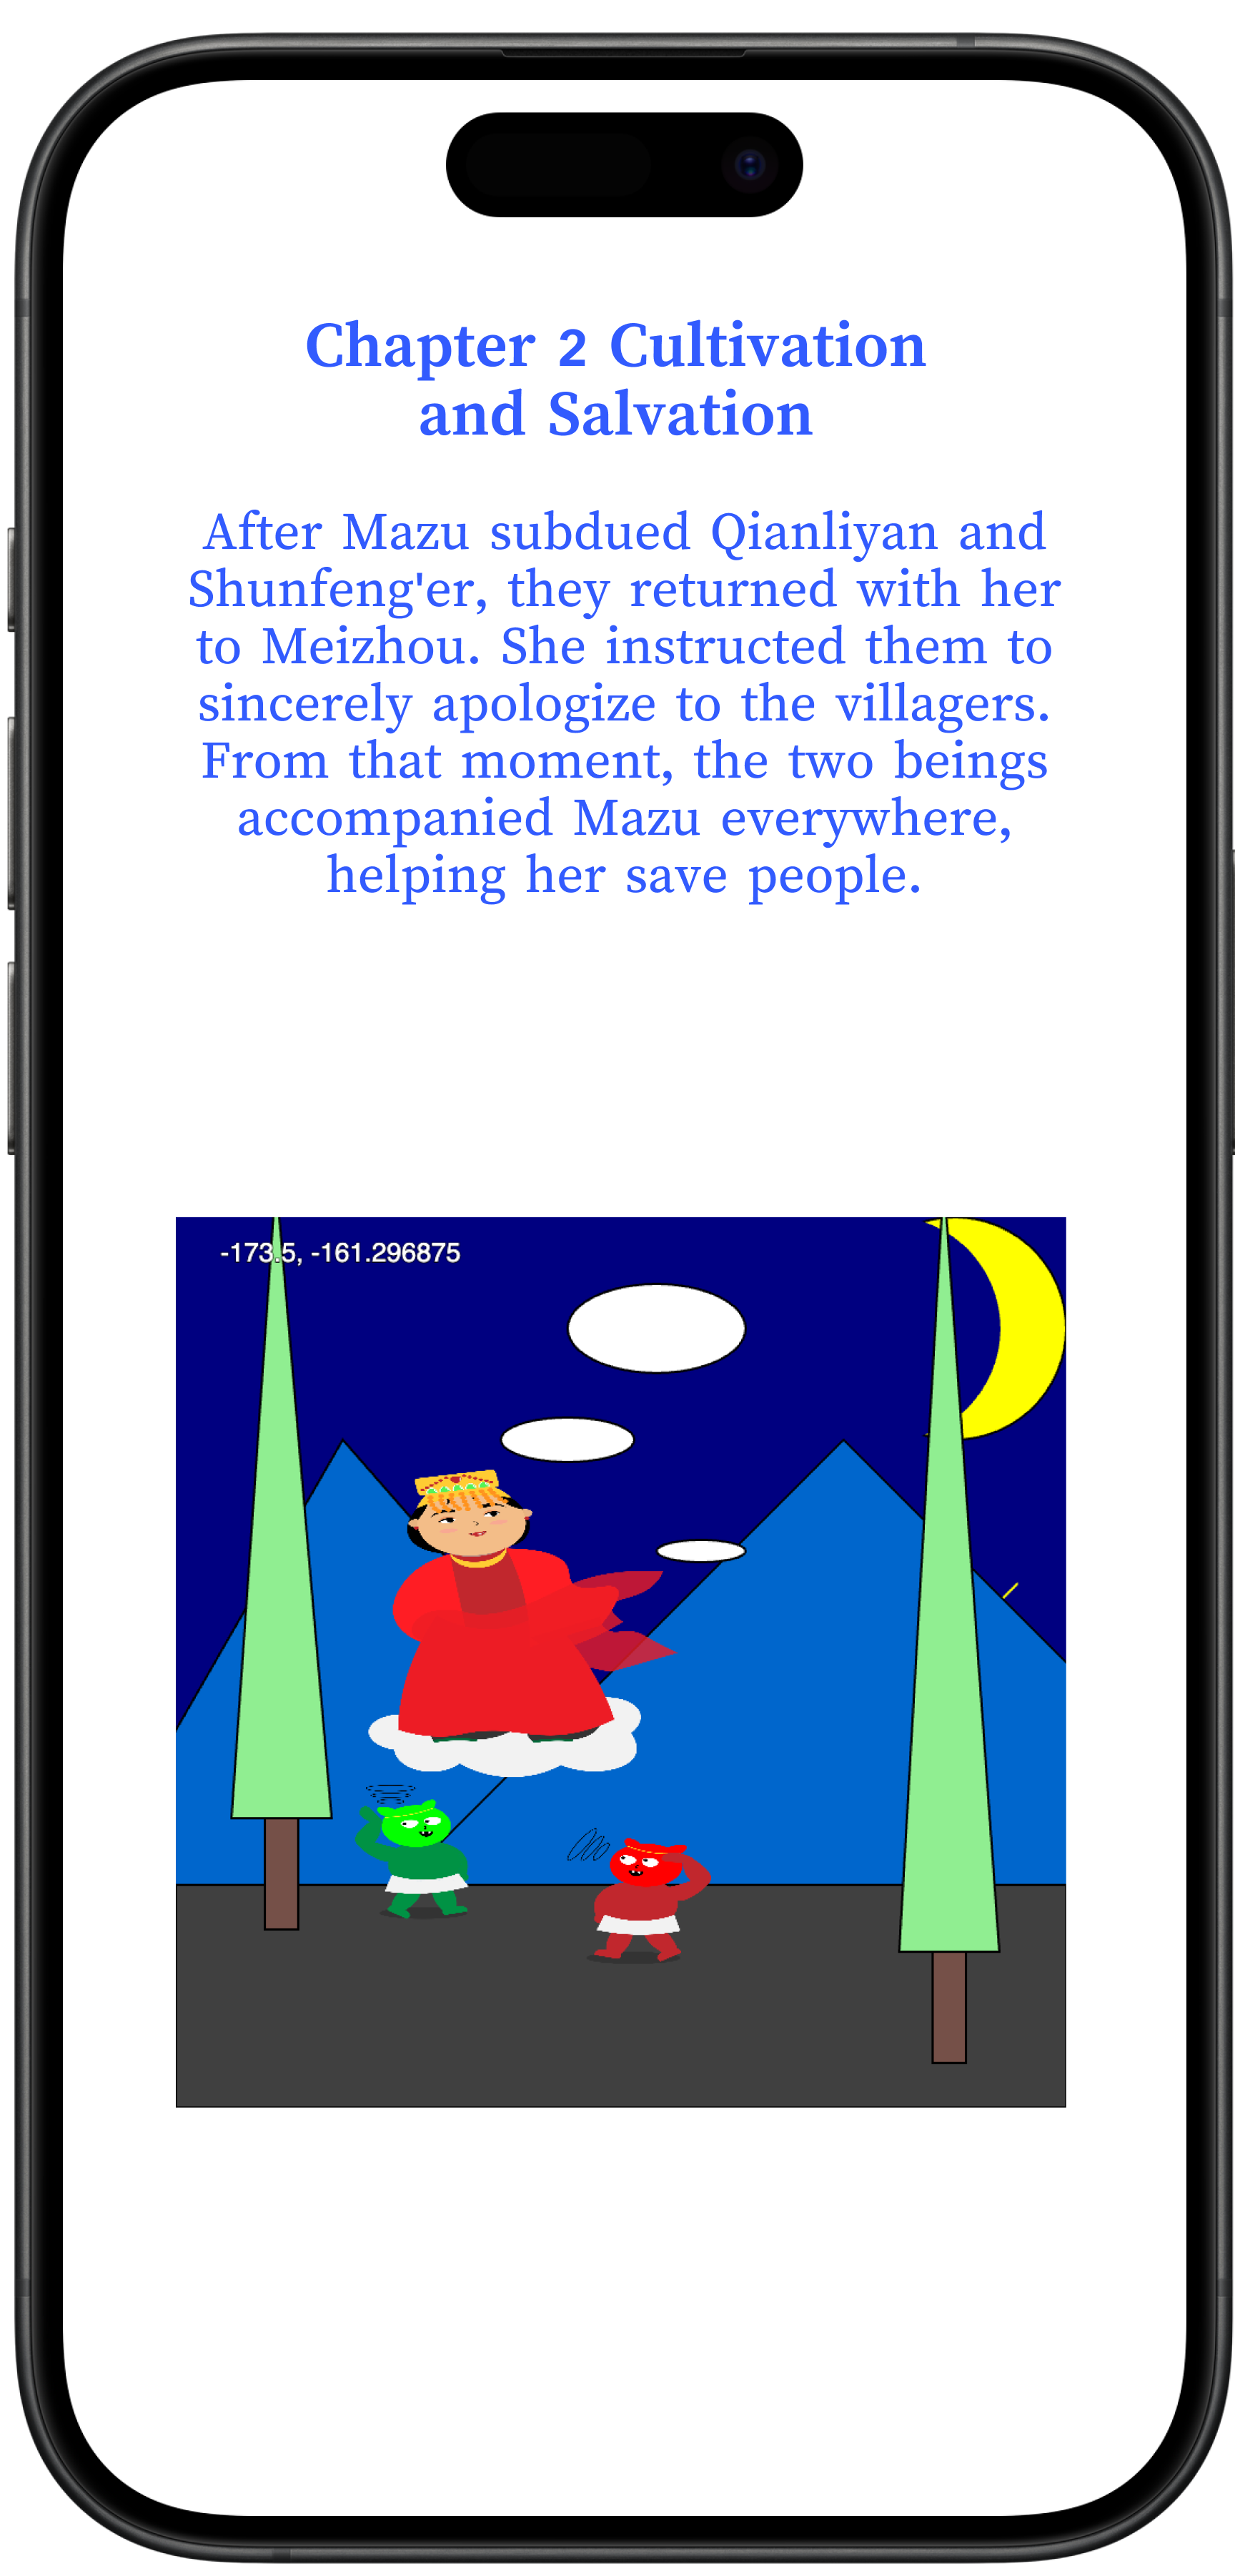 Chapter 2 Cultivation
and Salvation
After Mazu subdued Qianliyan and
Shunfeng'er, they returned with her
to Meizhou. She instructed them to
sincerely apologize to the villagers.
From that moment, the two beings
accompanied Mazu everywhere,
helping her save people.
-173.5, -161.296875